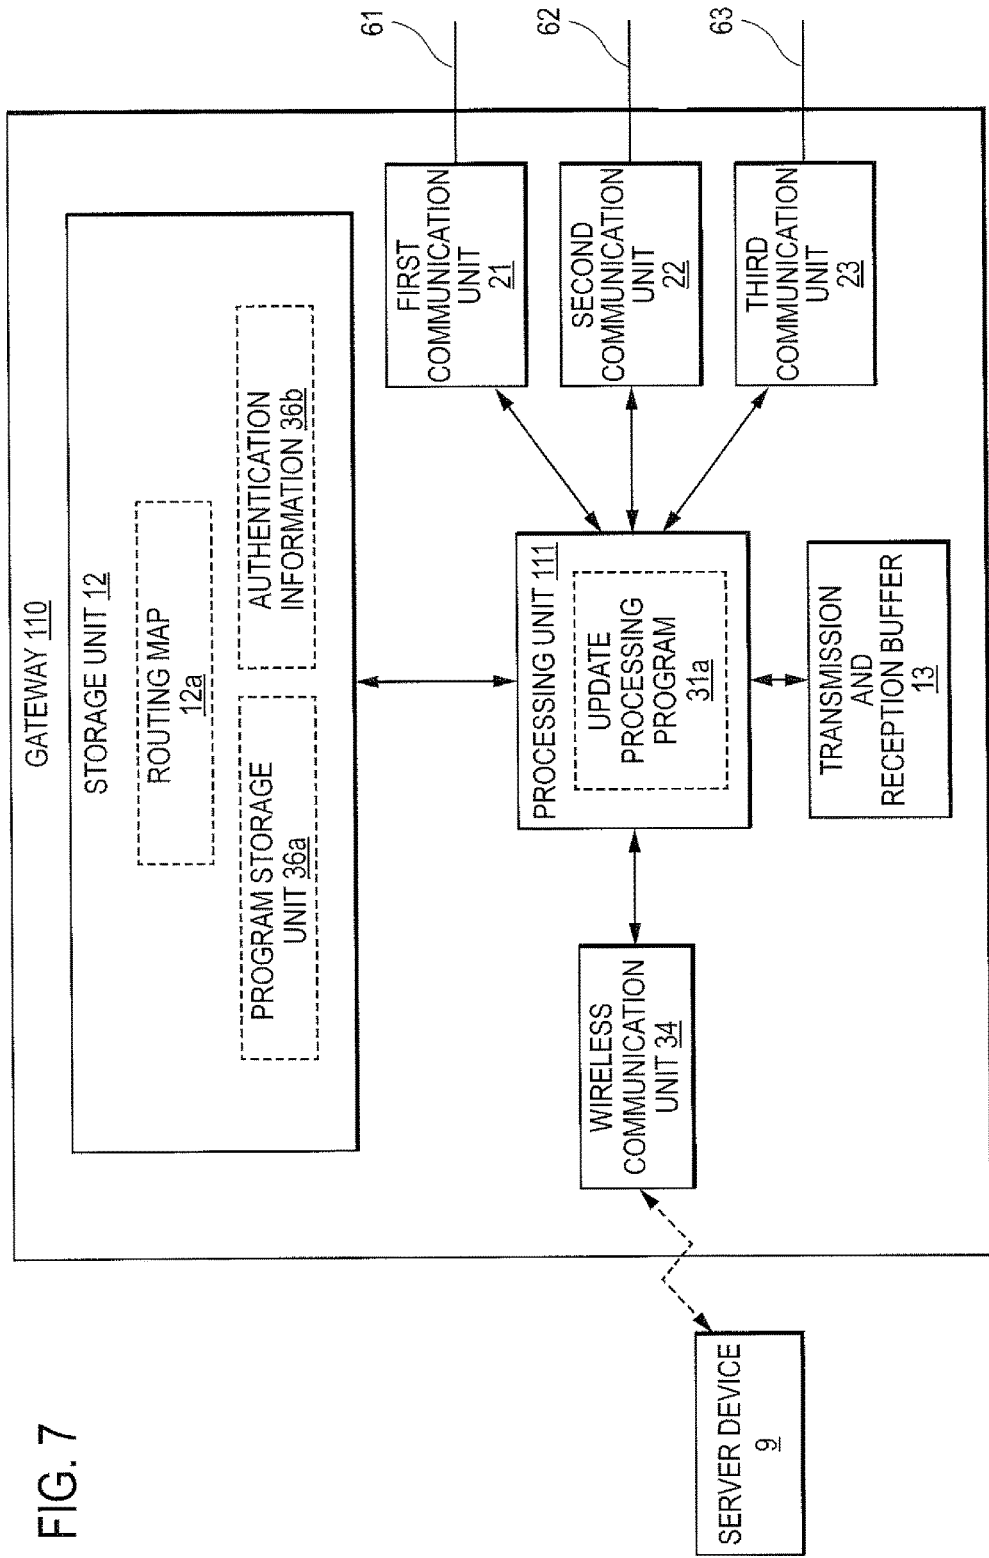 FIG. 7
GATEWAY 110
STORAGE UNIT 12
ROUTING MAP
12a
PROGRAM STORAGE
UNIT 36a
AUTHENTICATION
INFORMATION 36b
SERVER DEVICE
9
WIRELESS
COMMUNICATION
UNIT 34
PROCESSING UNIT 111
UPDATE
PROCESSING
PROGRAM
31a
TRANSMISSION
AND
RECEPTION BUFFER
13
FIRST
COMMUNICATION
UNIT
21
SECOND
COMMUNICATION
UNIT
22
THIRD
COMMUNICATION
UNIT
23
61
62
63